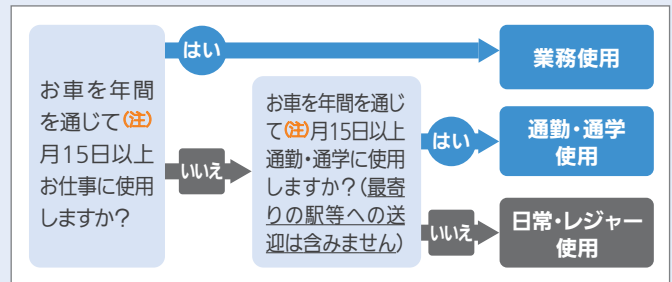 お車を年間
を通じて(注)
月15日以上
お仕事に使用
しますか?
はい
業務使用
いいえ
お車を年間を通じ
て(注)月15日以上
通勤・通学に使用
しますか?(最寄
りの駅等への送
迎は含みません)
はい
通勤・通学
使用
いいえ
日常・レジャー
使用